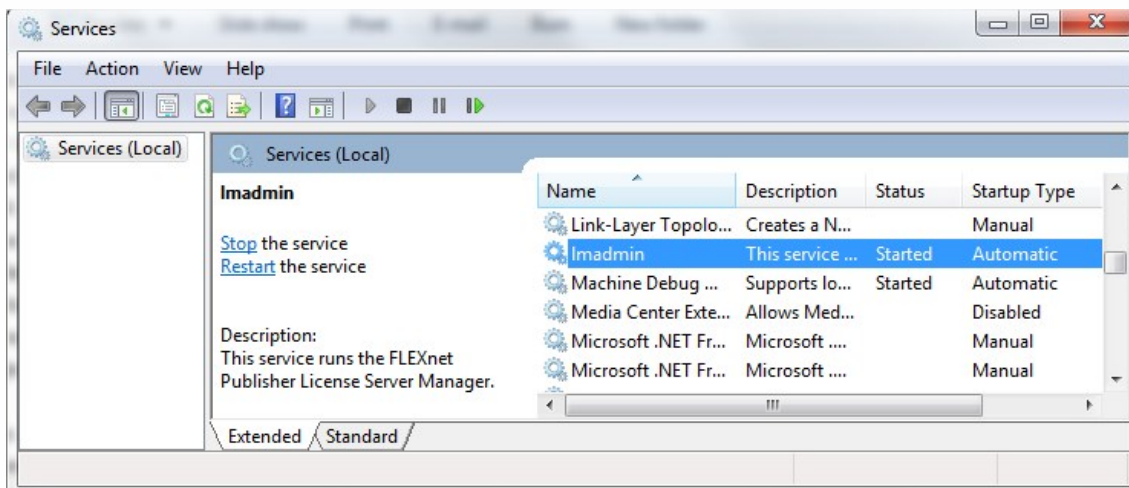 Services
File Action View Help
Services (Local)
Services (Local)
lmadmin
Stop the service
Restart the service
Description:
This service runs the FLEXnet
Publisher License Server Manager.
Name Description Status Startup Type
Link-Layer Topolo... Creates a N... Manual
lmadmin This service ... Started Automatic
Machine Debug ... Supports lo... Started Automatic
Media Center Exte... Allows Med... Disabled
Microsoft .NET Fr... Microsoft .... Manual
Microsoft .NET Fr... Microsoft .... Manual
Extended Standard